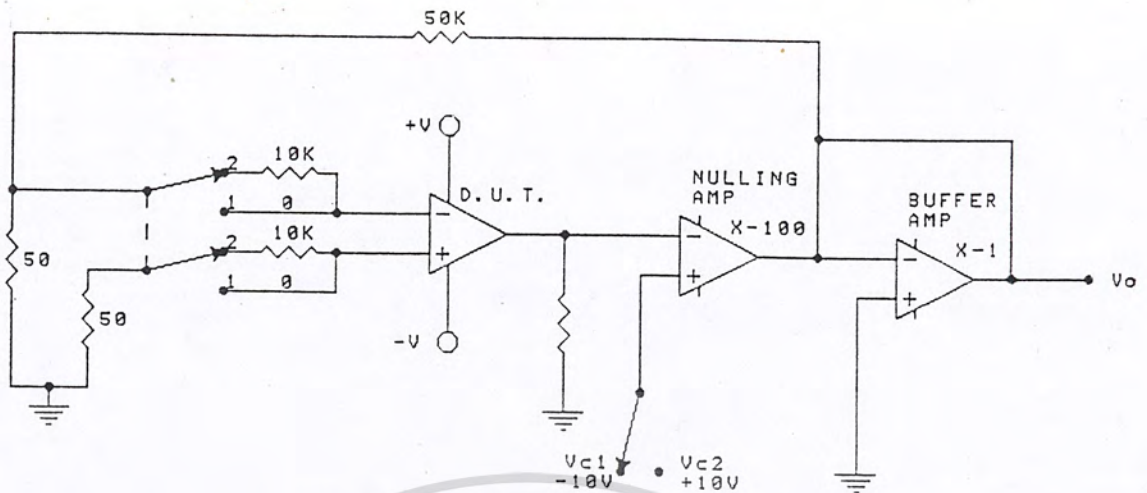 50K
+V
10K
2
D.U.T.
NULLING
AMP
X-100
BUFFER
AMP
X-1
1
0
2
10K
50
50
1
0
-V
Vo
Vc1
-10V
Vc2
+10V
-
+
-
+
-
+